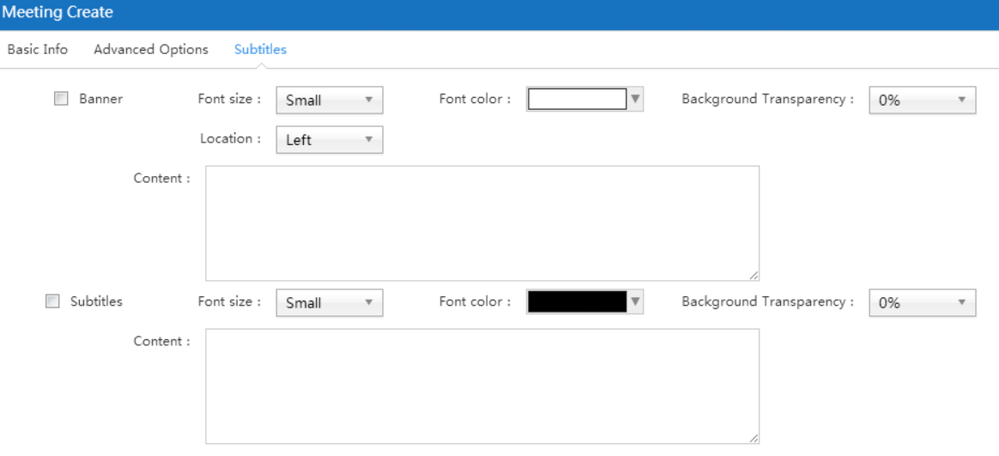 Meeting Create
Basic Info Advanced Options Subtitles
Banner Font size : Small Font color : Background Transparency : 0%
Location : Left
Content :
Subtitles Font size : Small Font color : Background Transparency : 0%
Content :